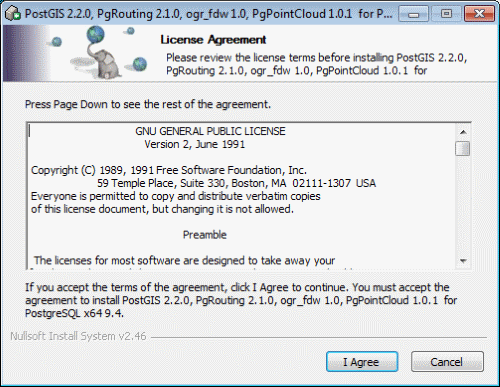 PostGIS 2.2.0, PgRouting 2.1.0, ogr_fdw 1.0, PgPointCloud 1.0.1  for P...
License Agreement
Please review the license terms before installing PostGIS 2.2.0,
PgRouting 2.1.0, ogr_fdw 1.0, PgPointCloud 1.0.1  for
Press Page Down to see the rest of the agreement.
GNU GENERAL PUBLIC LICENSE
Version 2, June 1991
Copyright (C) 1989, 1991 Free Software Foundation, Inc.
59 Temple Place, Suite 330, Boston, MA  02111-1307  USA
Everyone is permitted to copy and distribute verbatim copies
of this license document, but changing it is not allowed.
Preamble
The licenses for most software are designed to take away your
If you accept the terms of the agreement, click I Agree to continue. You must accept the
agreement to install PostGIS 2.2.0, PgRouting 2.1.0, ogr_fdw 1.0, PgPointCloud 1.0.1  for
PostgreSQL x64 9.4.
Nullsoft Install System v2.46
I Agree
Cancel